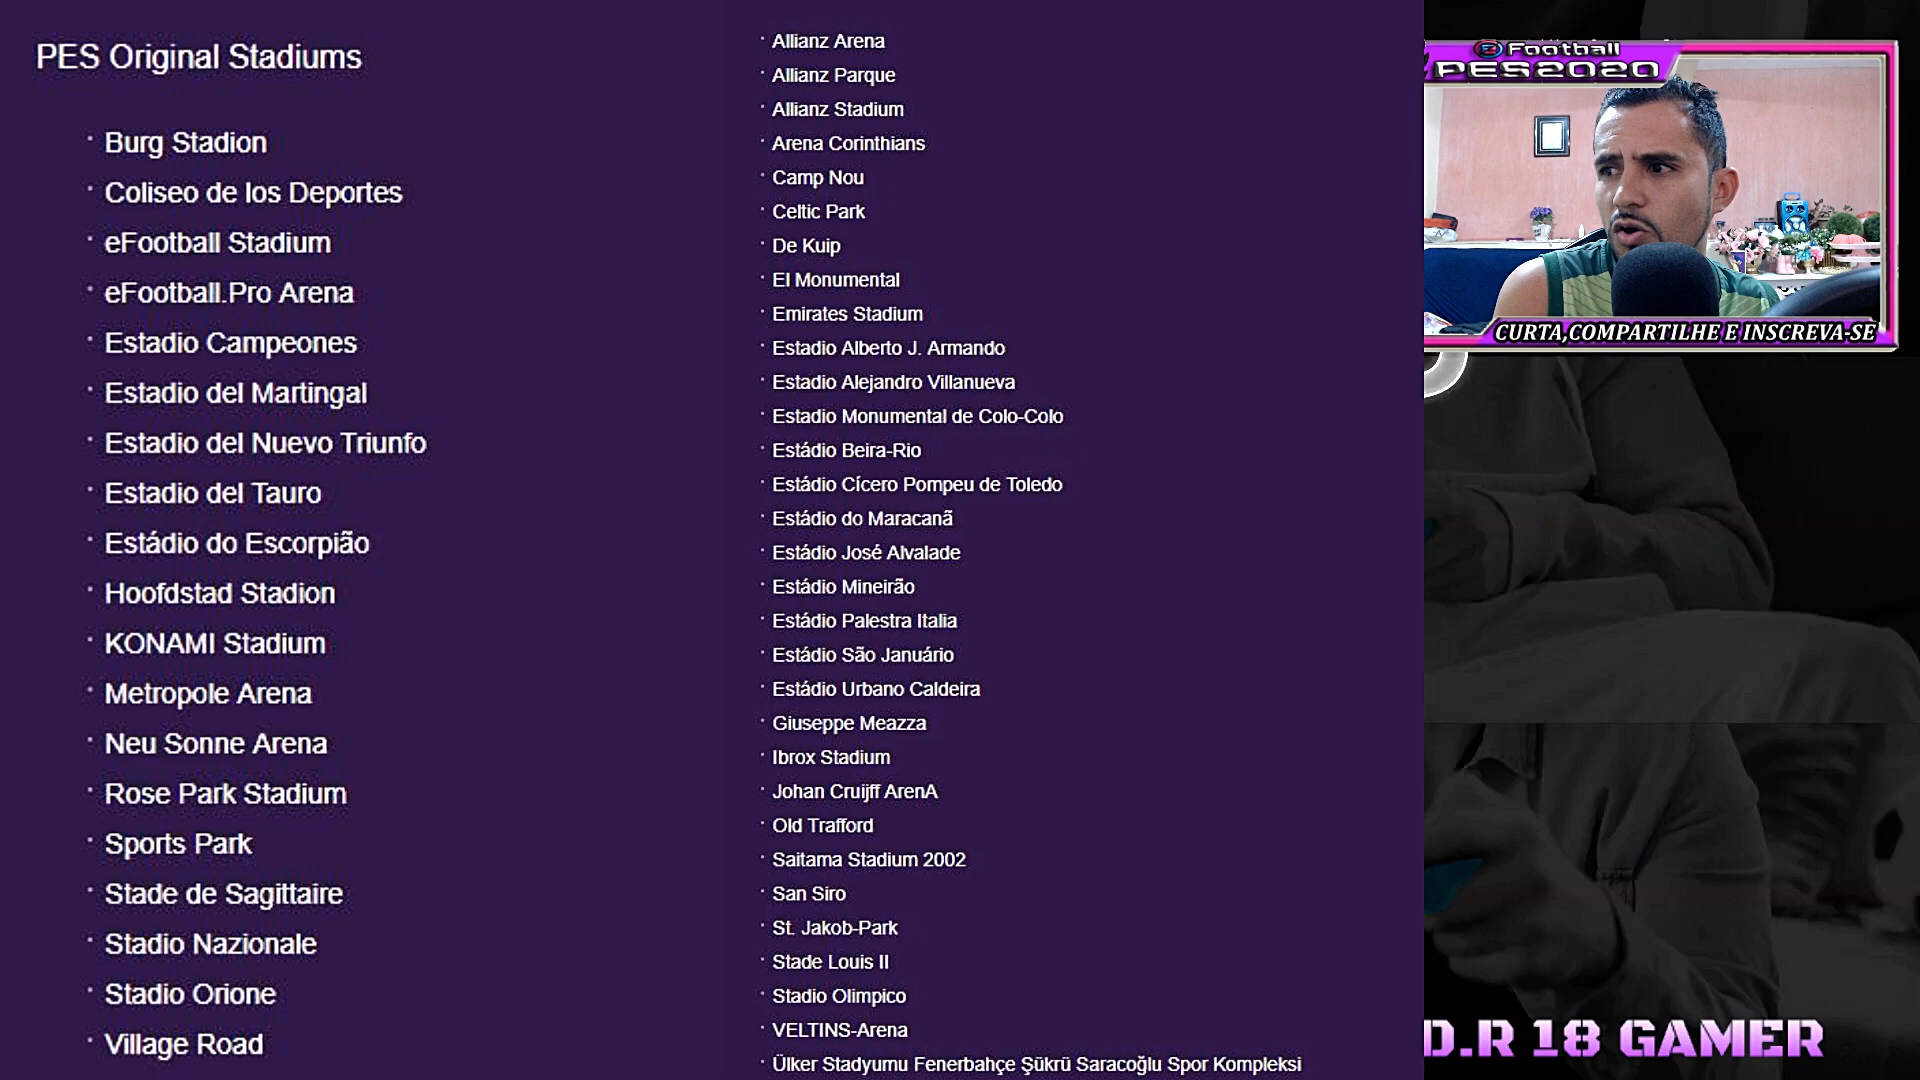 PES Original Stadiums
Burg Stadion
Coliseo de los Deportes
eFootball Stadium
eFootball.Pro Arena
Estadio Campeones
Estadio del Martingal
Estadio del Nuevo Triunfo
Estadio del Tauro
Estádio do Escorpião
Hoofdstad Stadion
KONAMI Stadium
Metropole Arena
Neu Sonne Arena
Rose Park Stadium
Sports Park
Stade de Sagittaire
Stadio Nazionale
Stadio Orione
Village Road
Allianz Arena
Allianz Parque
Allianz Stadium
Arena Corinthians
Camp Nou
Celtic Park
De Kuip
El Monumental
Emirates Stadium
Estadio Alberto J. Armando
Estadio Alejandro Villanueva
Estadio Monumental de Colo-Colo
Estádio Beira-Rio
Estádio Cícero Pompeu de Toledo
Estádio do Maracanã
Estádio José Alvalade
Estádio Mineirão
Estádio Palestra Italia
Estádio São Januário
Estádio Urbano Caldeira
Giuseppe Meazza
Ibrox Stadium
Johan Cruijff ArenA
Old Trafford
Saitama Stadium 2002
San Siro
St. Jakob-Park
Stade Louis II
Stadio Olimpico
VELTINS-Arena
Ülker Stadyumu Fenerbahçe Şükrü Saracoğlu Spor Kompleksi
eFootball
PES2020
CURTA,COMPARTILHE E INSCREVA-SE
D.R 18 GAMER